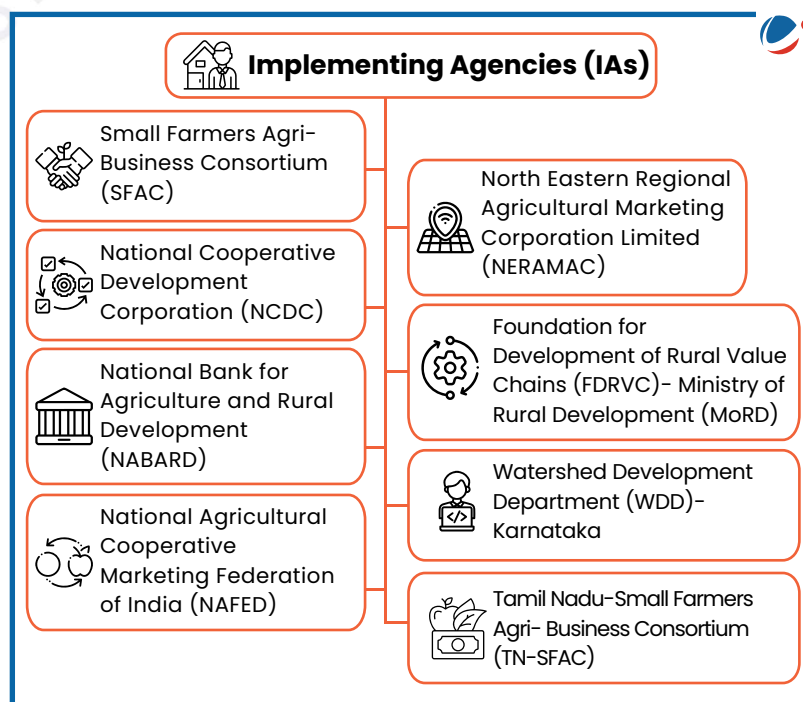 Implementing Agencies (IAs)
Small Farmers Agri-
Business Consortium
(SFAC)
National Cooperative
Development
Corporation (NCDC)
National Bank for
Agriculture and Rural
Development
(NABARD)
National Agricultural
Cooperative
Marketing Federation
of India (NAFED)
North Eastern Regional
Agricultural Marketing
Corporation Limited
(NERAMAC)
Foundation for
Development of Rural Value
Chains (FDRVC)- Ministry of
Rural Development (MoRD)
Watershed Development
Department (WDD)-
Karnataka
Tamil Nadu-Small Farmers
Agri- Business Consortium
(TN-SFAC)